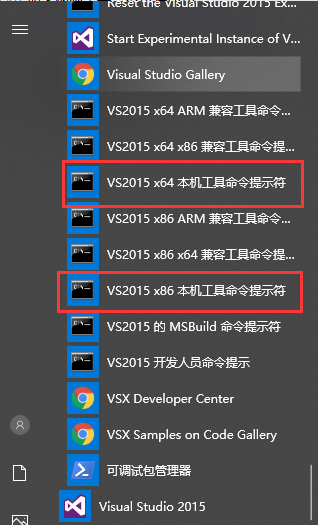 Reset the Visual Studio 2015 Ex...
Start Experimental Instance of V...
Visual Studio Gallery
VS2015 x64 ARM 兼容工具命令...
VS2015 x64 x86 兼容工具命令提...
VS2015 x64 本机工具命令提示符
VS2015 x86 ARM 兼容工具命令...
VS2015 x86 x64 兼容工具命令提...
VS2015 x86 本机工具命令提示符
VS2015 的 MSBuild 命令提示符
VS2015 开发人员命令提示
VSX Developer Center
VSX Samples on Code Gallery
可调试包管理器
Visual Studio 2015